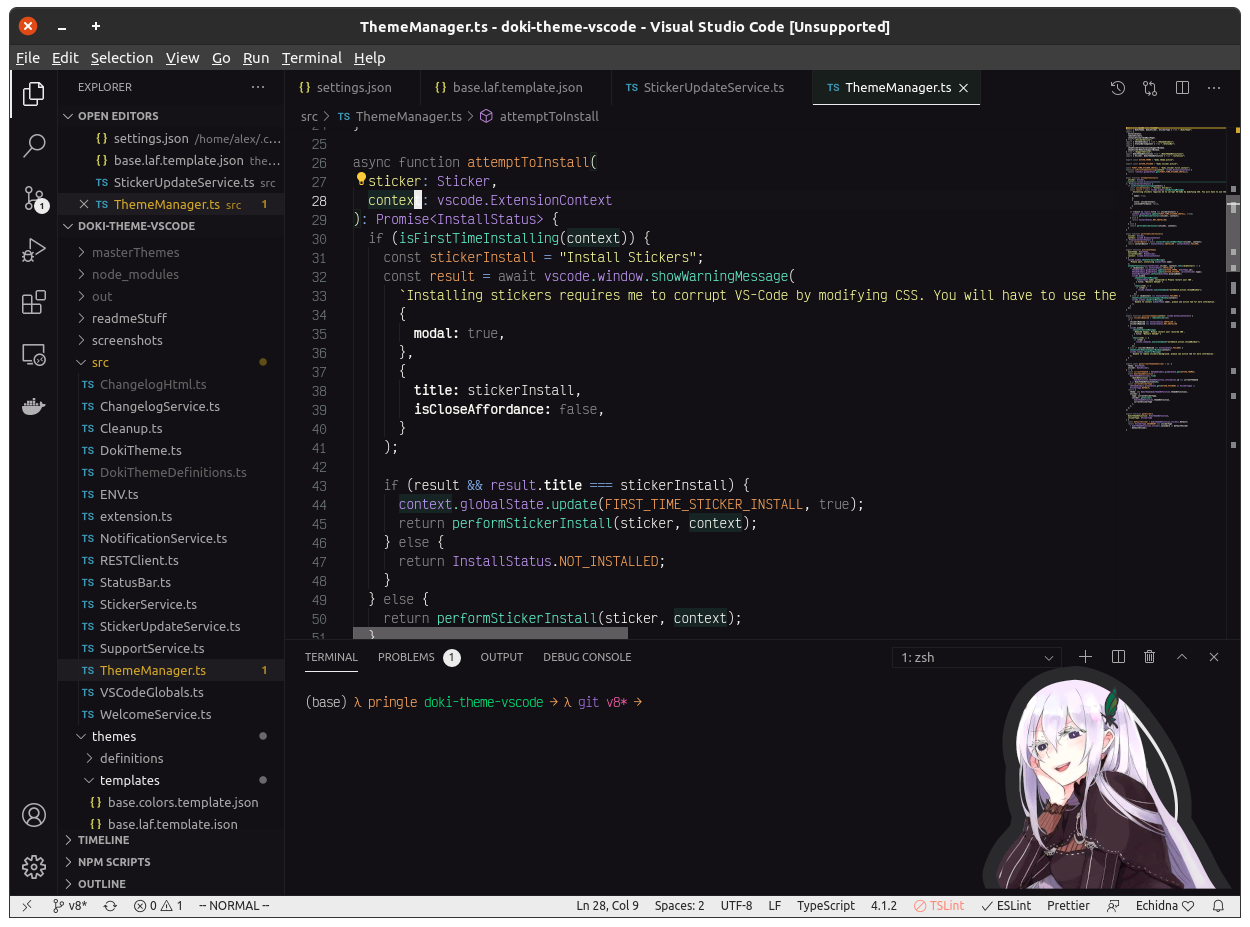 ThemeManager.ts - doki-theme-vscode - Visual Studio Code [Unsupported]
File Edit Selection View Go Run Terminal Help
EXPLORER
OPEN EDITORS
{} settings.json /home/alex/.c...
{} base.laf.template.json the...
TS StickerUpdateService.ts src
TS ThemeManager.ts src 1
DOKI-THEME-VSCODE
masterThemes
node_modules
out
readmeStuff
screenshots
src
TS ChangelogHtml.ts
TS ChangelogService.ts
TS Cleanup.ts
TS DokiTheme.ts
TS DokiThemeDefinitions.ts
TS ENV.ts
TS extension.ts
TS NotificationService.ts
TS RESTClient.ts
TS StatusBar.ts
TS StickerService.ts
TS StickerUpdateService.ts
TS SupportService.ts
TS ThemeManager.ts 1
TS VSCodeGlobals.ts
TS WelcomeService.ts
themes
definitions
templates
{} base.colors.template.json
{} base.laf.template.json
TIMELINE
NPM SCRIPTS
OUTLINE
1
{} settings.json {} base.laf.template.json TS StickerUpdateService.ts TS ThemeManager.ts
src > TS ThemeManager.ts > attemptToInstall
24 }
25
26 async function attemptToInstall(
27 sticker: Sticker,
28 context: vscode.ExtensionContext
29 ): Promise<InstallStatus> {
30 if (isFirstTimeInstalling(context)) {
31 const stickerInstall = "Install Stickers";
32 const result = await vscode.window.showWarningMessage(
33 `Installing stickers requires me to corrupt VS-Code by modifying CSS. You will have to use the
34 {
35 modal: true,
36 },
37 {
38 title: stickerInstall,
39 isCloseAffordance: false,
40 }
41 );
42
43 if (result && result.title === stickerInstall) {
44 context.globalState.update(FIRST_TIME_STICKER_INSTALL, true);
45 return performStickerInstall(sticker, context);
46 } else {
47 return InstallStatus.NOT_INSTALLED;
48 }
49 } else {
50 return performStickerInstall(sticker, context);
51 }
TERMINAL PROBLEMS 1 OUTPUT DEBUG CONSOLE 1: zsh
(base) λ pringle doki-theme-vscode → λ git v8* →
v8* 0 1 -- NORMAL -- Ln 28, Col 9 Spaces: 2 UTF-8 LF TypeScript 4.1.2 TSLint ESLint Prettier Echidna